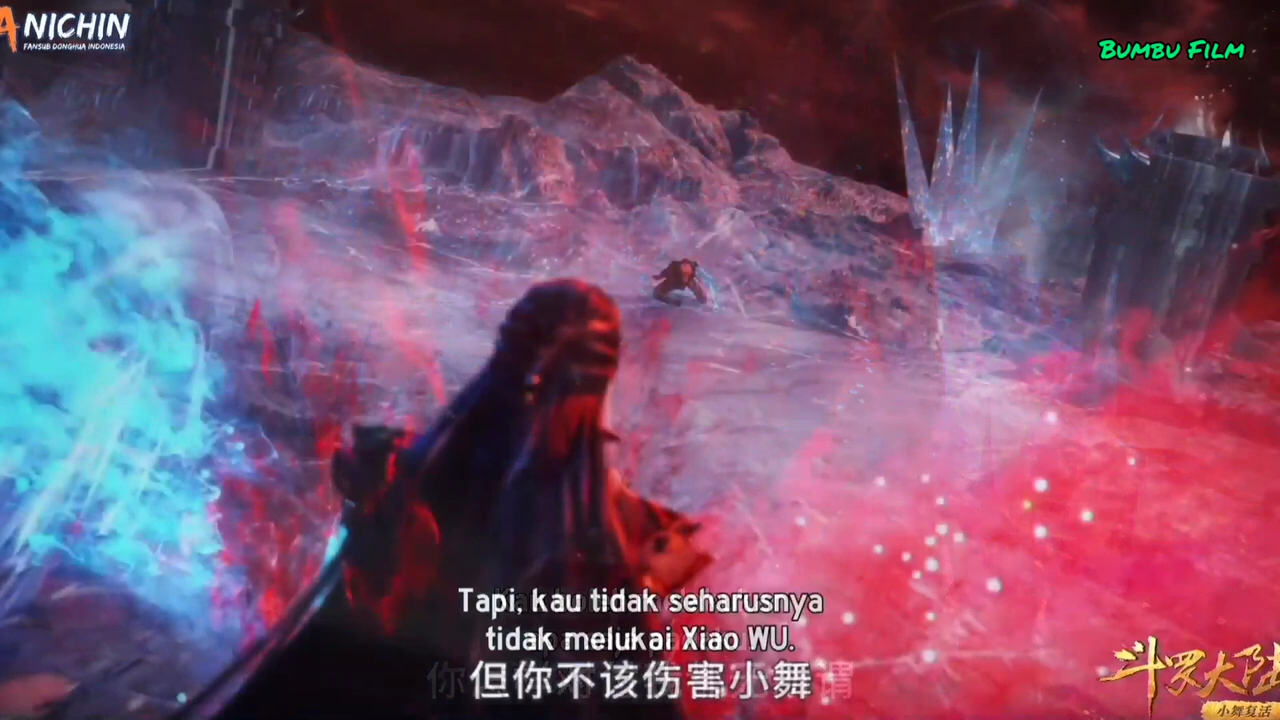 ANICHIN
FANSUB DONGHUA INDONESIA
BUMBU FILM
Tapi, kau tidak seharusnya
tidak melukai Xiao WU.
但你不该伤害小舞
斗罗大陆
小舞复活